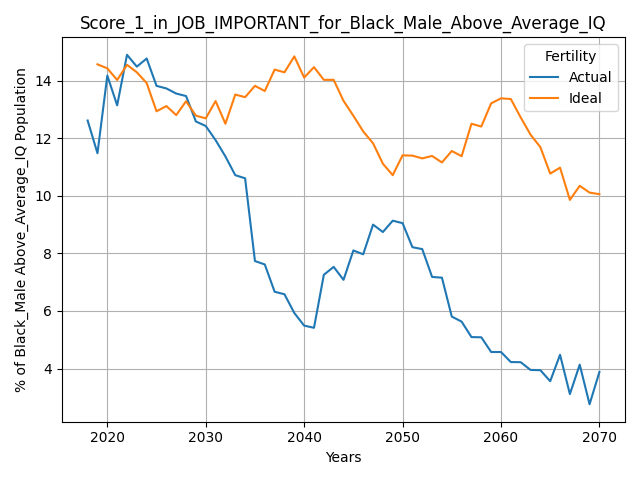 Score_1_in_JOB_IMPORTANT_for_Black_Male_Above_Average_IQ
% of Black_Male Above_Average_IQ Population
14
12
10
8
6
4
Fertility
Actual
Ideal
2020 2030 2040 2050 2060 2070
Years